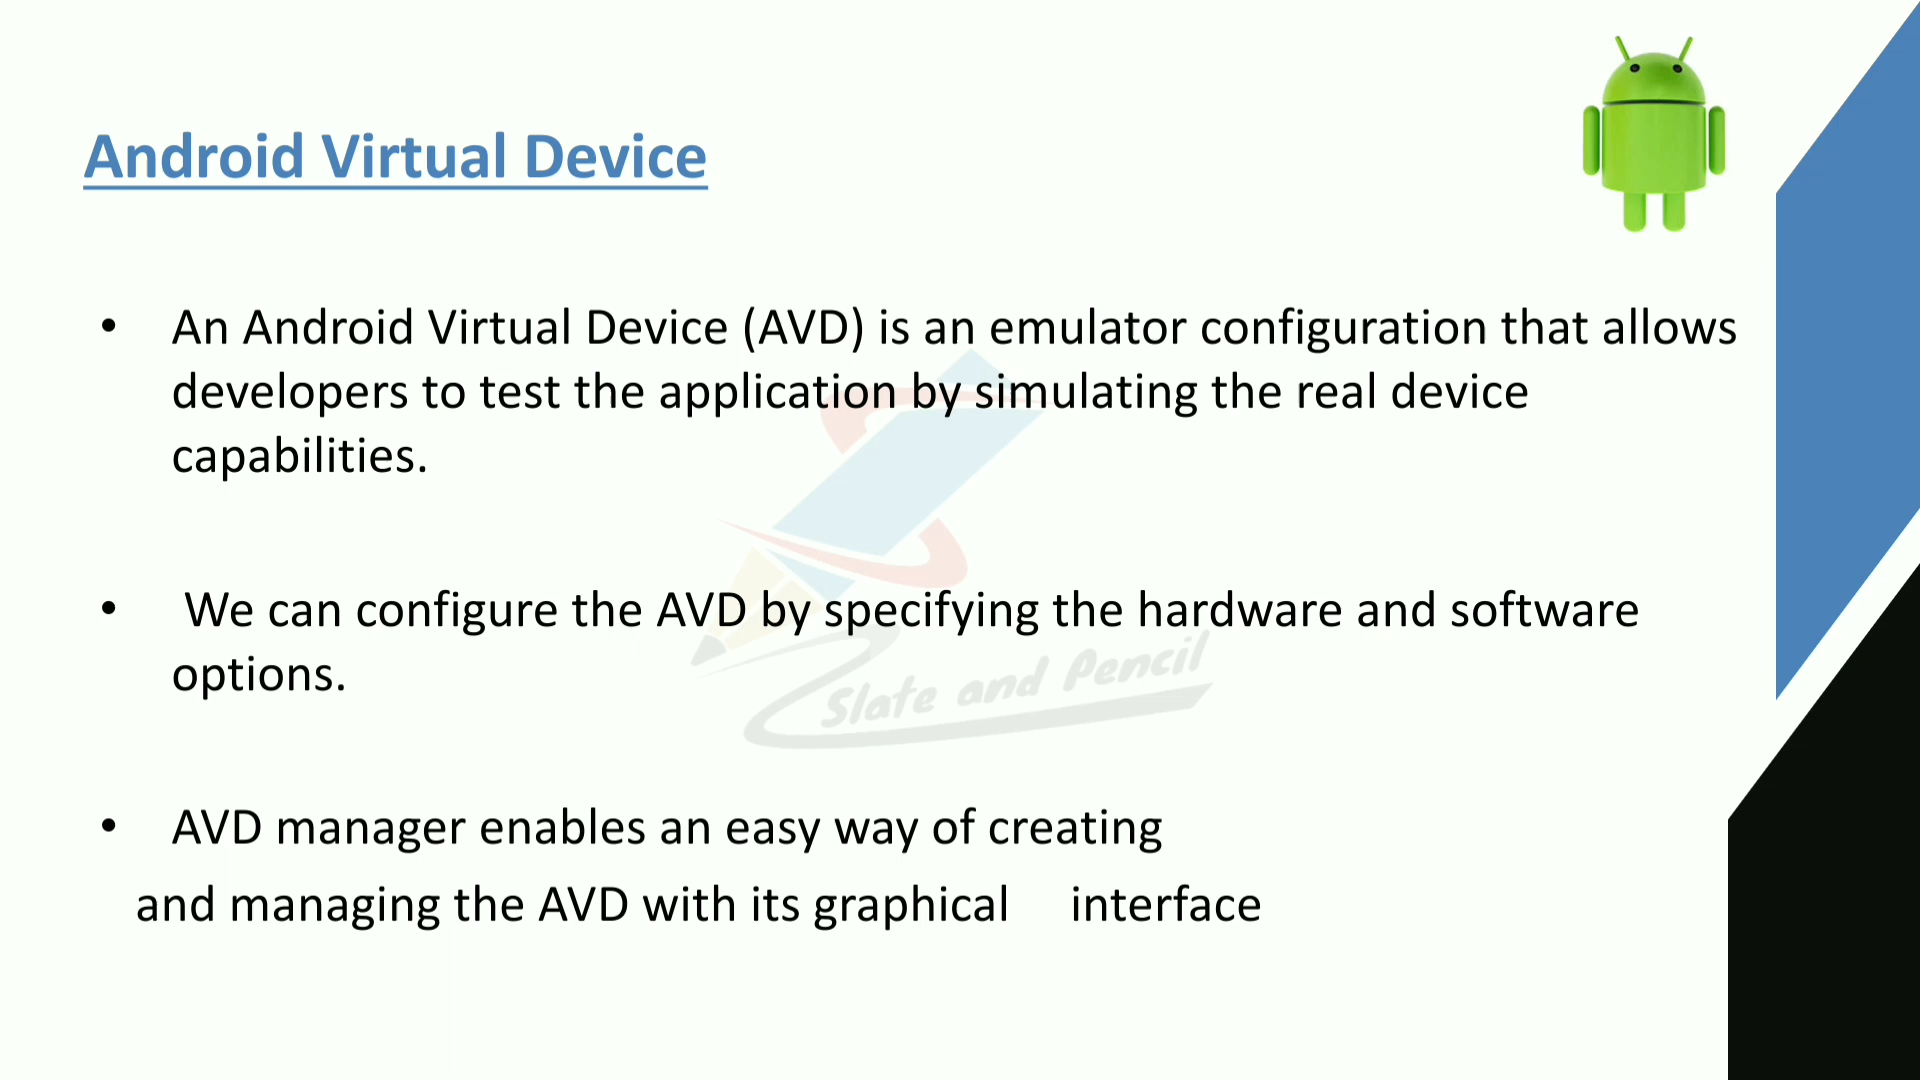 Android Virtual Device
• An Android Virtual Device (AVD) is an emulator configuration that allows
developers to test the application by simulating the real device
capabilities.
• We can configure the AVD by specifying the hardware and software
options.
Slate and Pencil
• AVD manager enables an easy way of creating
and managing the AVD with its graphical interface